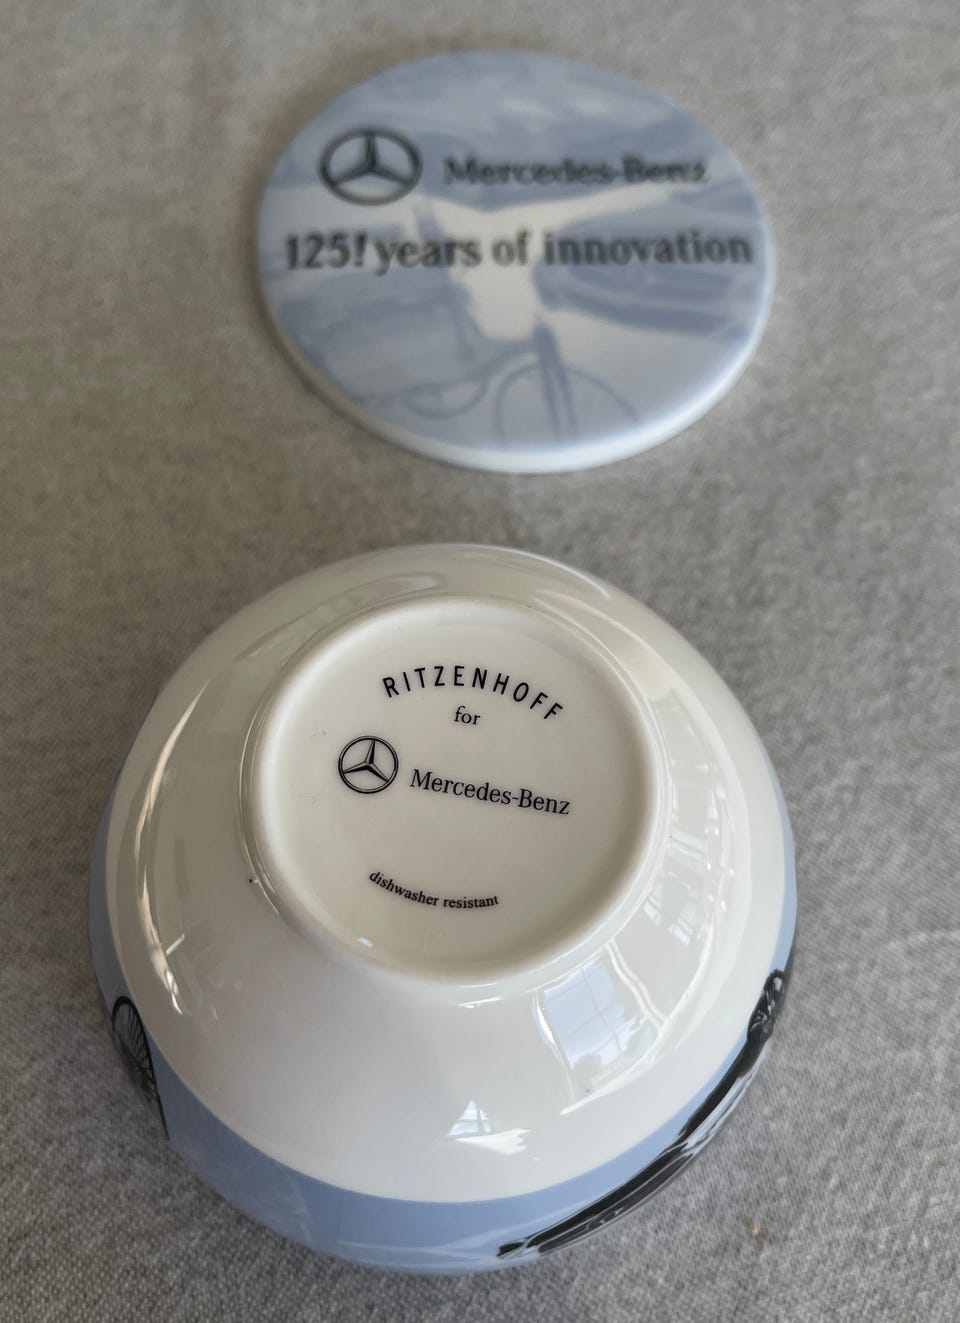 Mercedes-Benz
125! years of innovation
RITZENHOFF
for
Mercedes-Benz
dishwasher resistant